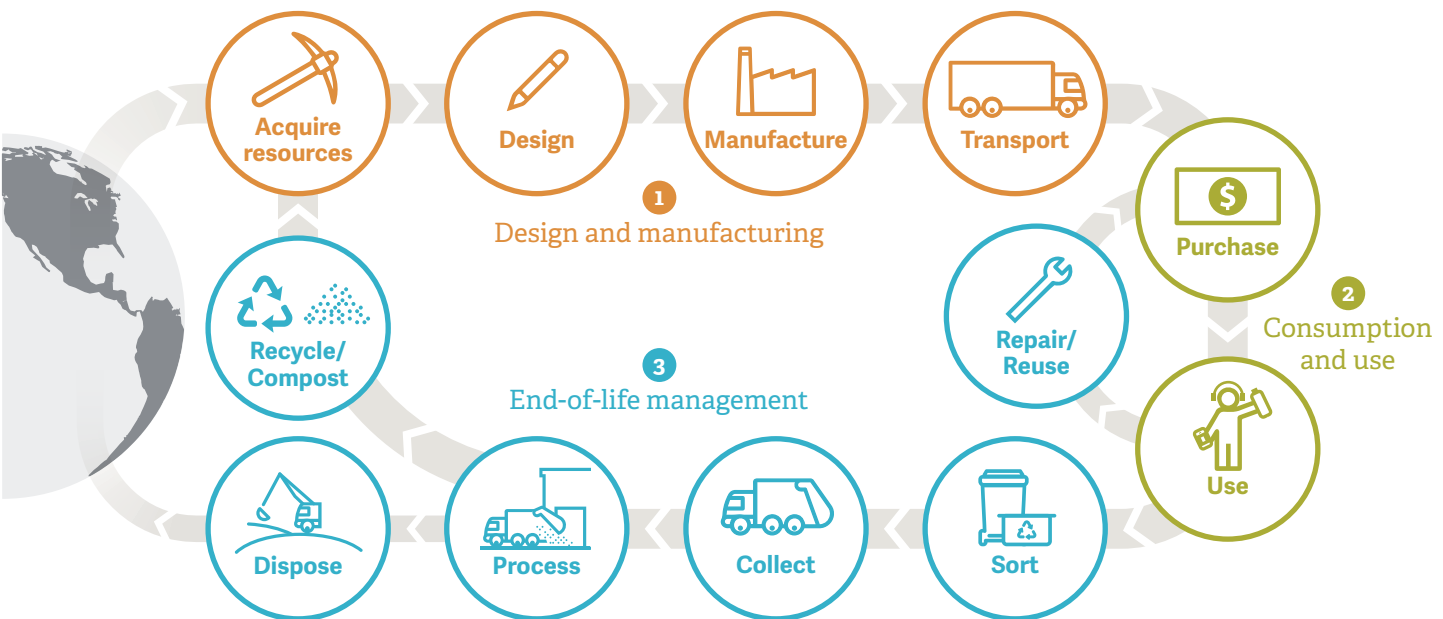 Acquire
resources
Design
Manufacture
Transport
1
Design and manufacturing
$
Purchase
2
Consumption
and use
Use
Repair/
Reuse
3
End-of-life management
Recycle/
Compost
Sort
Collect
Process
Dispose